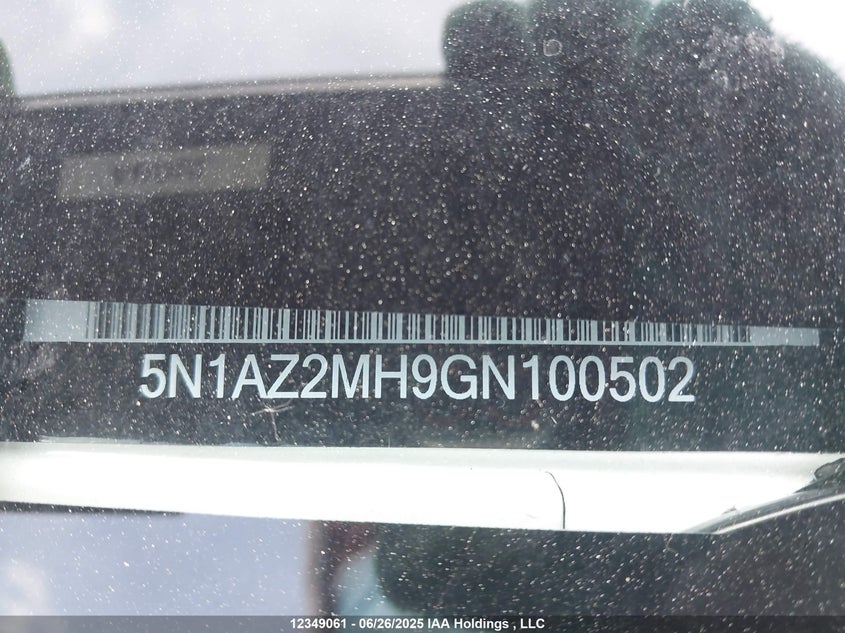 5N1AZ2MH9GN100502
12349061 - 06/26/2025 IAA Holdings , LLC